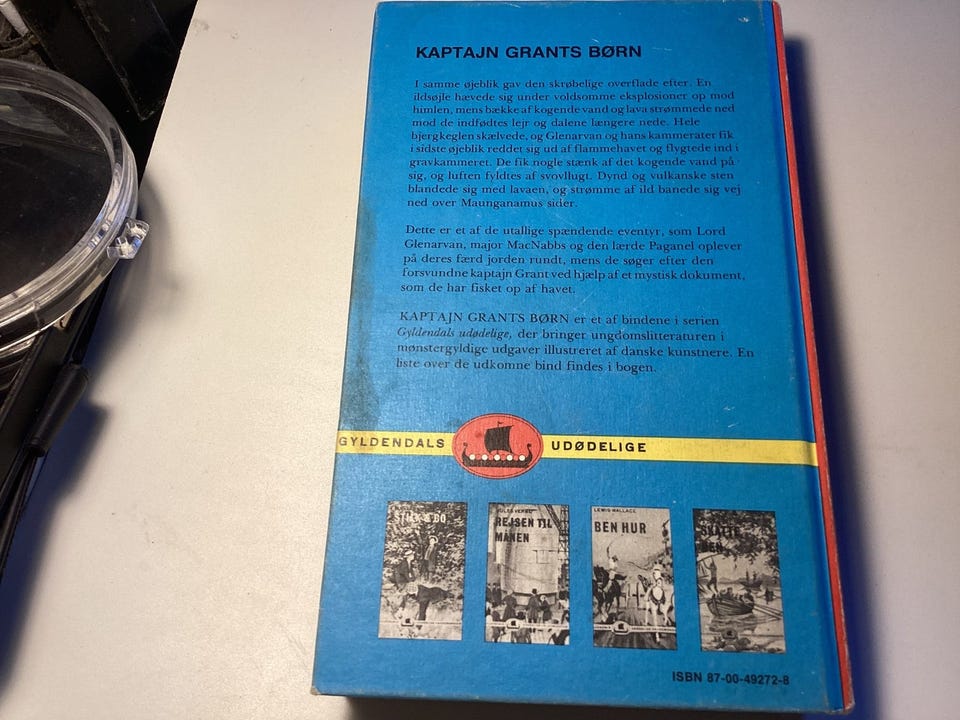 KAPTAJN GRANTS BØRN
I samme øjeblik gav den skrøbelige overflade efter. En
ildsøjle hævede sig under voldsomme eksplosioner op mod
himlen, mens bække af kogende vand og lava strømmede ned
mod de indfødtes lejr og dalene længere nede. Hele
bjergkeglen skælvede, og Glenarvan og hans kammerater fik
i sidste øjeblik reddet sig ud af flammehavet og flygtede ind i
gravkammeret. De fik nogle stænk af det kogende vand på
sig, og luften fyldtes af svovllugt. Dynd og vulkanske sten
blandede sig med lavaen, og strømme af ild banede sig vej
ned over Maunganamus sider.
Dette er et af de utallige spændende eventyr, som Lord
Glenarvan, major MacNabbs og den lærde Paganel oplever
på deres færd jorden rundt, mens de søger efter den
forsvundne kaptajn Grant ved hjælp af et mystisk dokument,
som de har fisket op af havet.
KAPTAJN GRANTS BØRN er et af bindene i serien
Gyldendals udødelige, der bringer ungdomslitteraturen i
mønstergyldige udgaver illustreret af danske kunstnere. En
liste over de udkomne bind findes i bogen.
GYLDENDALS UDØDELIGE
JULES VERNE
REJSEN TIL
MÅNEN
LEWIS WALLACE
BEN HUR
SKATTE
ISBN 87-00-49272-8